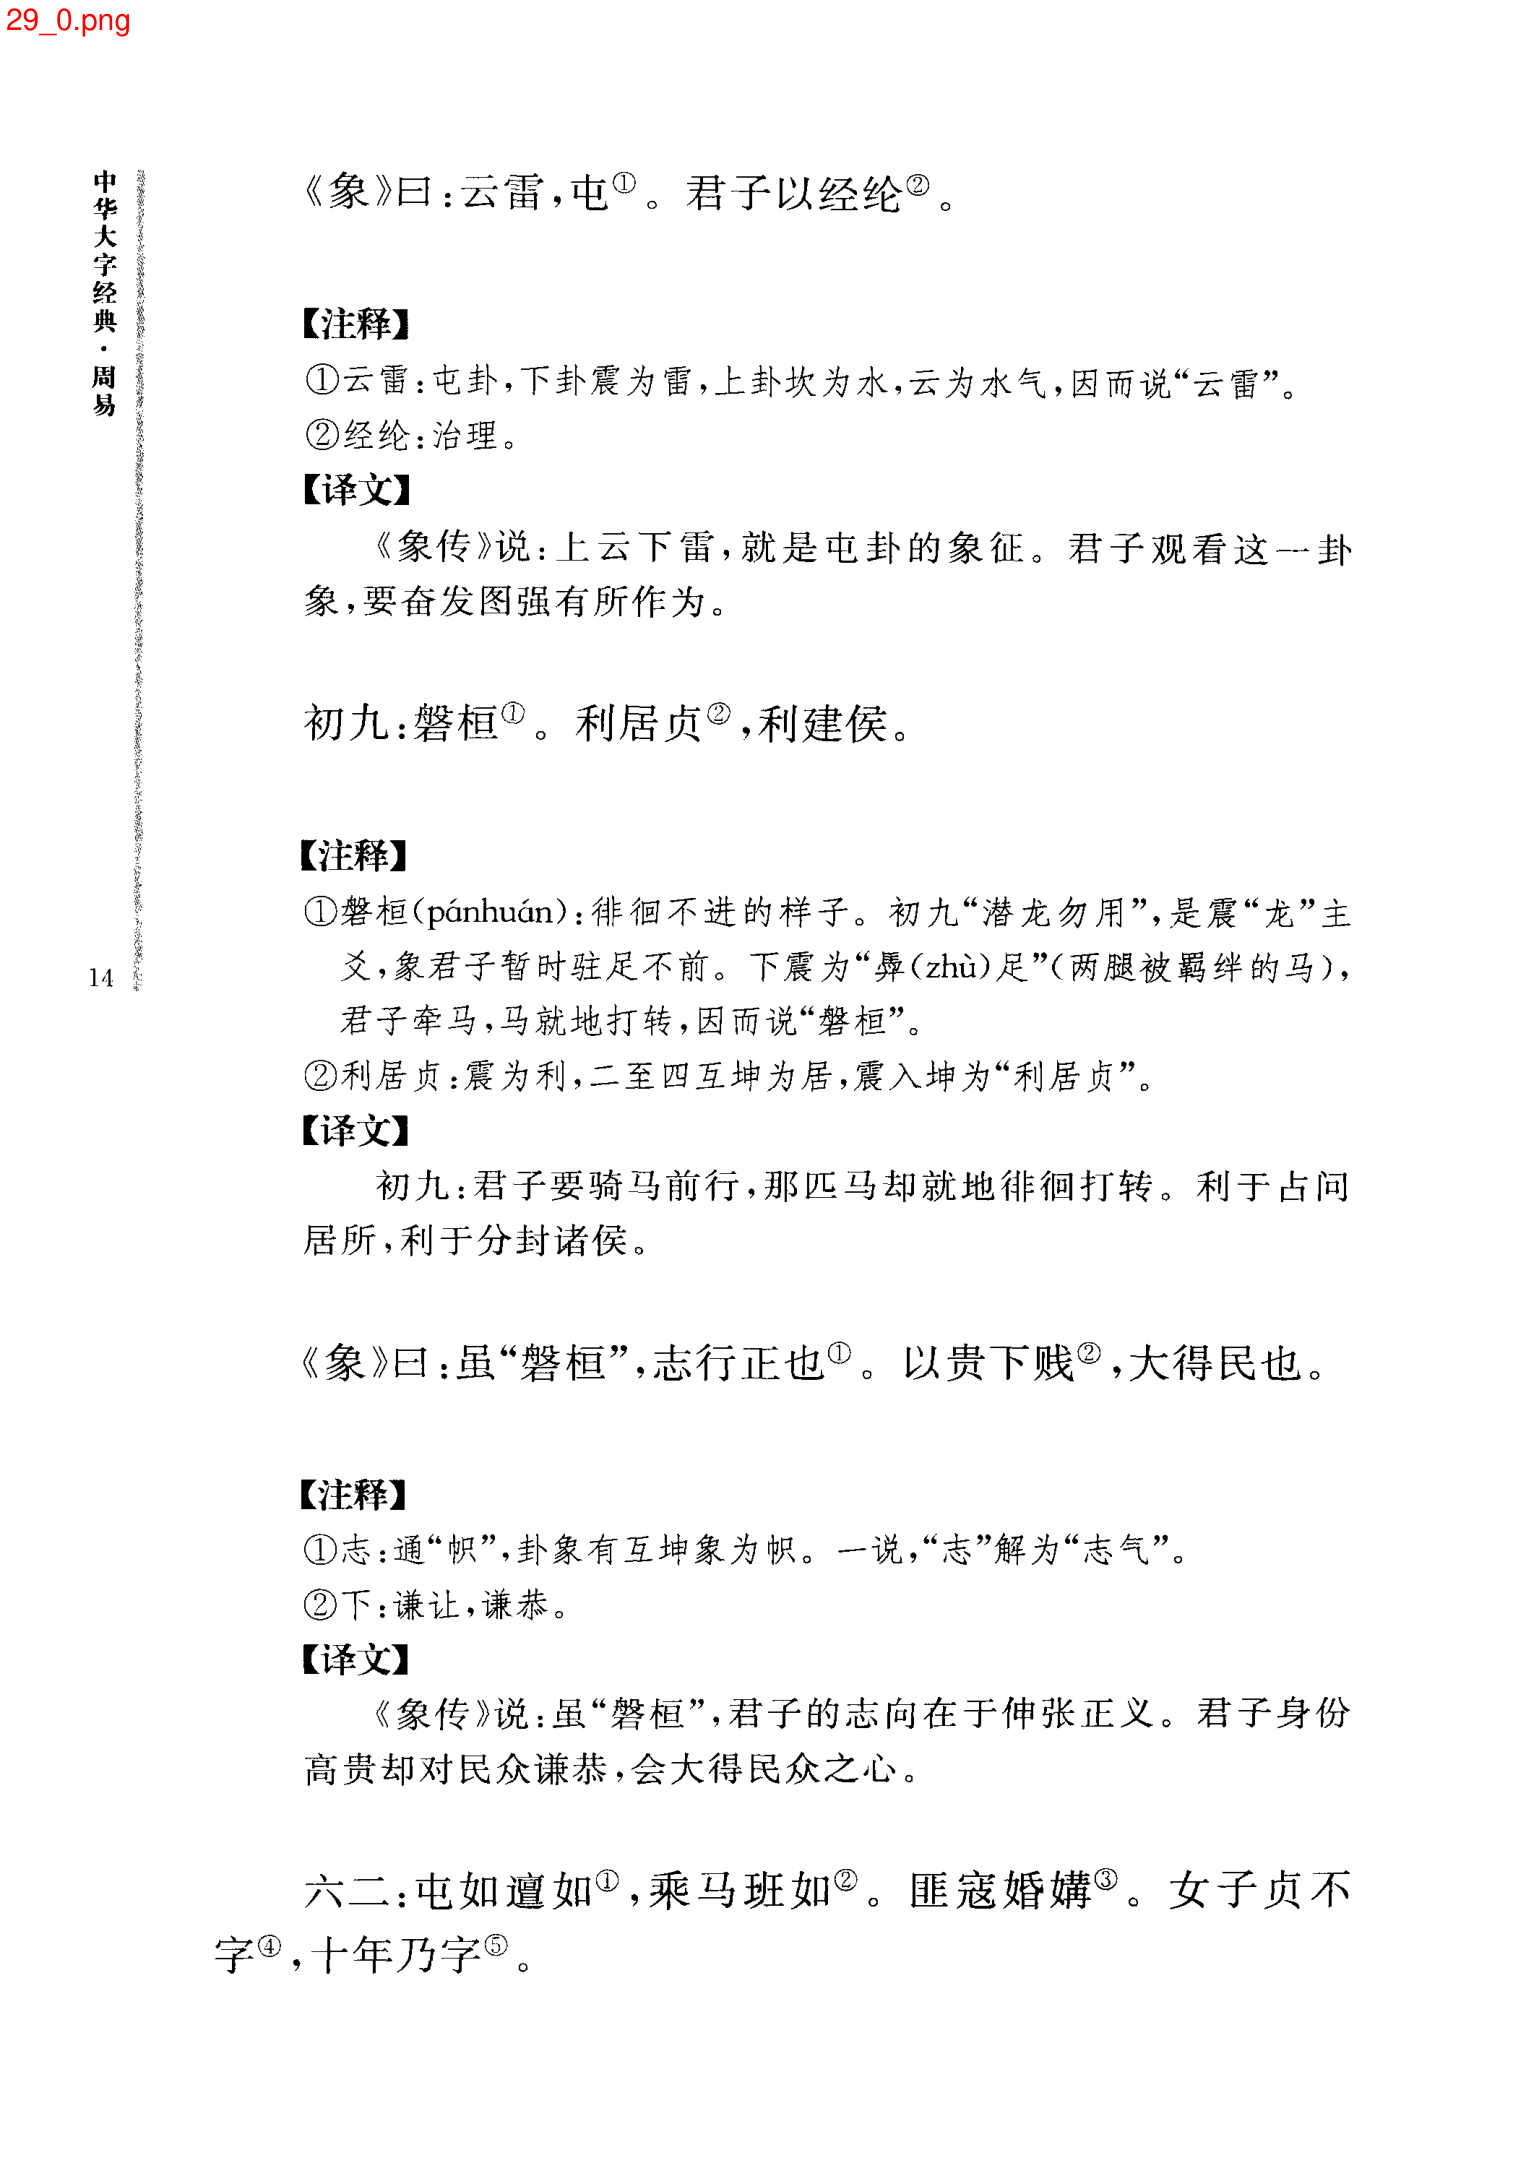 29_0.png
中华大字经典·周易
14
《象》曰:云雷,屯①。君子以经纶②。
【注释】
①云雷:屯卦,下卦震为雷,上卦坎为水,云为水气,因而说“云雷”。
②经纶:治理。
【译文】
《象传》说:上云下雷,就是屯卦的象征。君子观看这一卦
象,要奋发图强有所作为。
初九:磐桓①。利居贞②,利建侯。
【注释】
①磐桓(pánhuán):徘徊不进的样子。初九“潜龙勿用”,是震“龙”主
爻,象君子暂时驻足不前。下震为“馵(zhù)足”(两腿被羁绊的马),
君子牵马,马就地打转,因而说“磐桓”。
②利居贞:震为利,二至四互坤为居,震入坤为“利居贞”。
【译文】
初九:君子要骑马前行,那匹马却就地徘徊打转。利于占问
居所,利于分封诸侯。
《象》曰:虽“磐桓”,志行正也①。以贵下贱②,大得民也。
【注释】
①志:通“帜”,卦象有互坤象为帜。一说,“志”解为“志气”。
②下:谦让,谦恭。
【译文】
《象传》说:虽“磐桓”,君子的志向在于伸张正义。君子身份
高贵却对民众谦恭,会大得民众之心。
六二:屯如邅如①,乘马班如②。匪寇婚媾③。女子贞不
字④,十年乃字⑤。